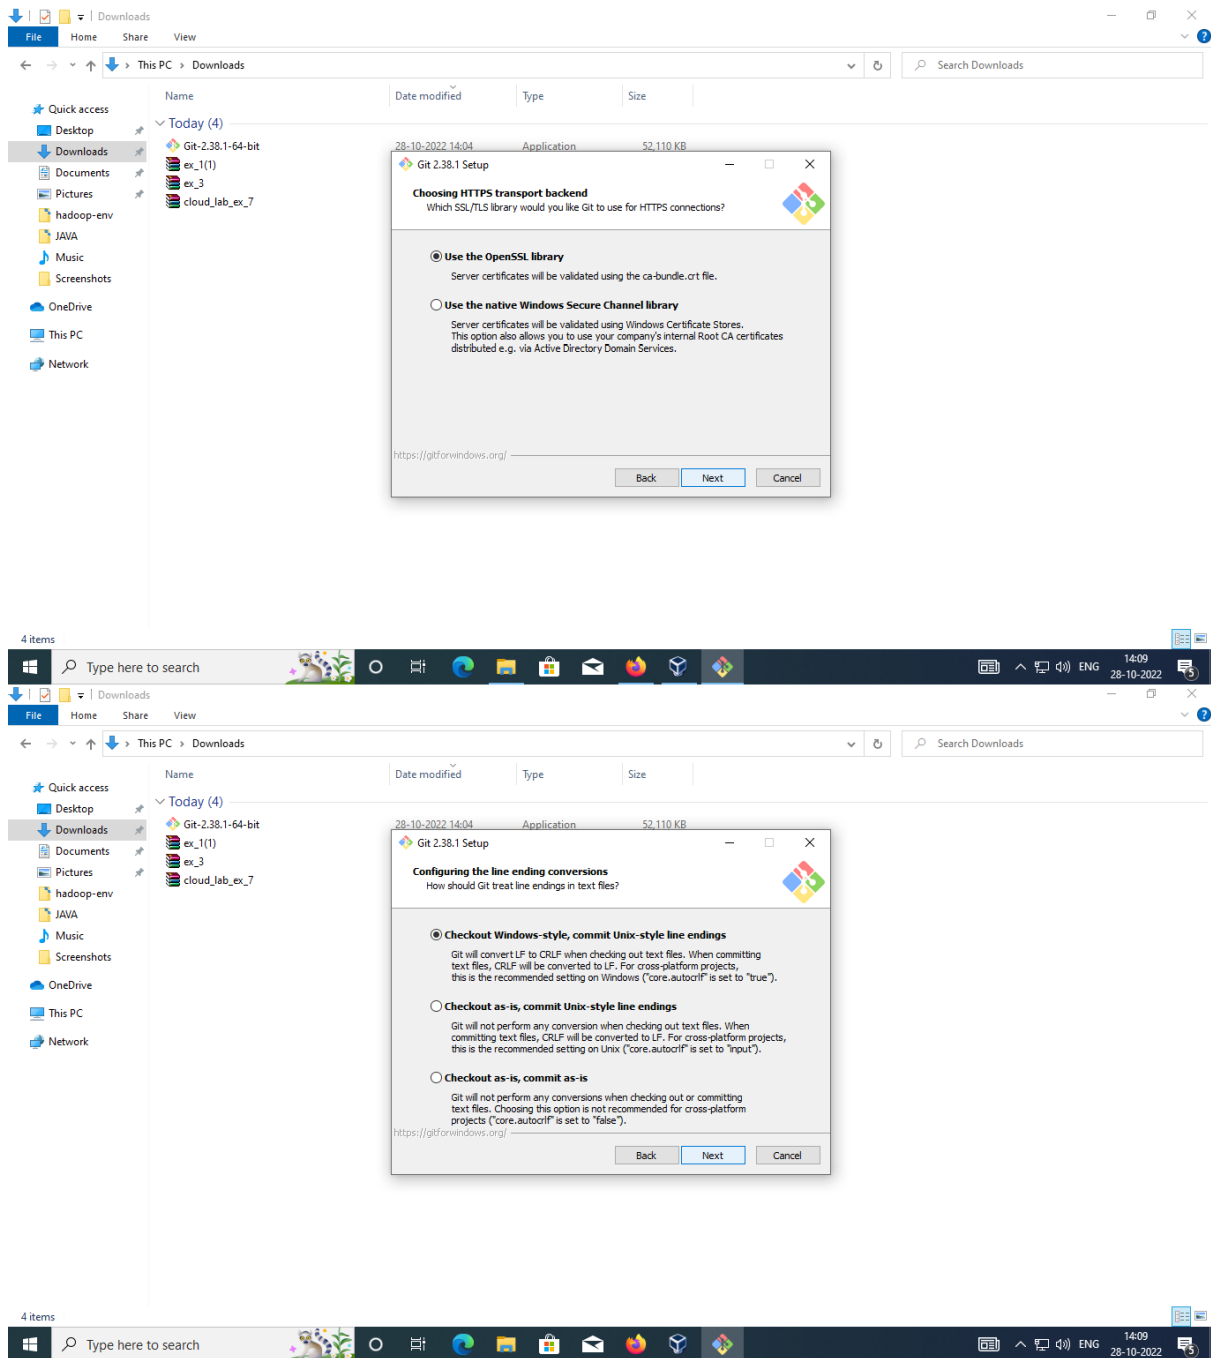 Downloads
File Home Share View
This PC > Downloads
Search Downloads
Name Date modified Type Size
Quick access
Today (4)
Desktop
Git-2.38.1-64-bit 28-10-2022 14:04 Application 52,110 KB
Downloads
ex_1(1)
Documents
ex_3
Pictures
cloud_lab_ex_7
hadoop-env
JAVA
Music
Screenshots
OneDrive
This PC
Network
Git 2.38.1 Setup
Choosing HTTPS transport backend
Which SSL/TLS library would you like Git to use for HTTPS connections?
Use the OpenSSL library
Server certificates will be validated using the ca-bundle.crt file.
Use the native Windows Secure Channel library
Server certificates will be validated using Windows Certificate Stores.
This option also allows you to use your company's internal Root CA certificates
distributed e.g. via Active Directory Domain Services.
https://gitforwindows.org/
Back Next Cancel
4 items
Type here to search
ENG
14:09
28-10-2022
5
Downloads
File Home Share View
This PC > Downloads
Search Downloads
Name Date modified Type Size
Quick access
Today (4)
Desktop
Git-2.38.1-64-bit 28-10-2022 14:04 Application 52,110 KB
Downloads
ex_1(1)
Documents
ex_3
Pictures
cloud_lab_ex_7
hadoop-env
JAVA
Music
Screenshots
OneDrive
This PC
Network
Git 2.38.1 Setup
Configuring the line ending conversions
How should Git treat line endings in text files?
Checkout Windows-style, commit Unix-style line endings
Git will convert LF to CRLF when checking out text files. When committing
text files, CRLF will be converted to LF. For cross-platform projects,
this is the recommended setting on Windows ("core.autocrlf" is set to "true").
Checkout as-is, commit Unix-style line endings
Git will not perform any conversion when checking out text files. When
committing text files, CRLF will be converted to LF. For cross-platform projects,
this is the recommended setting on Unix ("core.autocrlf" is set to "input").
Checkout as-is, commit as-is
Git will not perform any conversions when checking out or committing
text files. Choosing this option is not recommended for cross-platform
projects ("core.autocrlf" is set to "false").
https://gitforwindows.org/
Back Next Cancel
4 items
Type here to search
ENG
14:09
28-10-2022
5